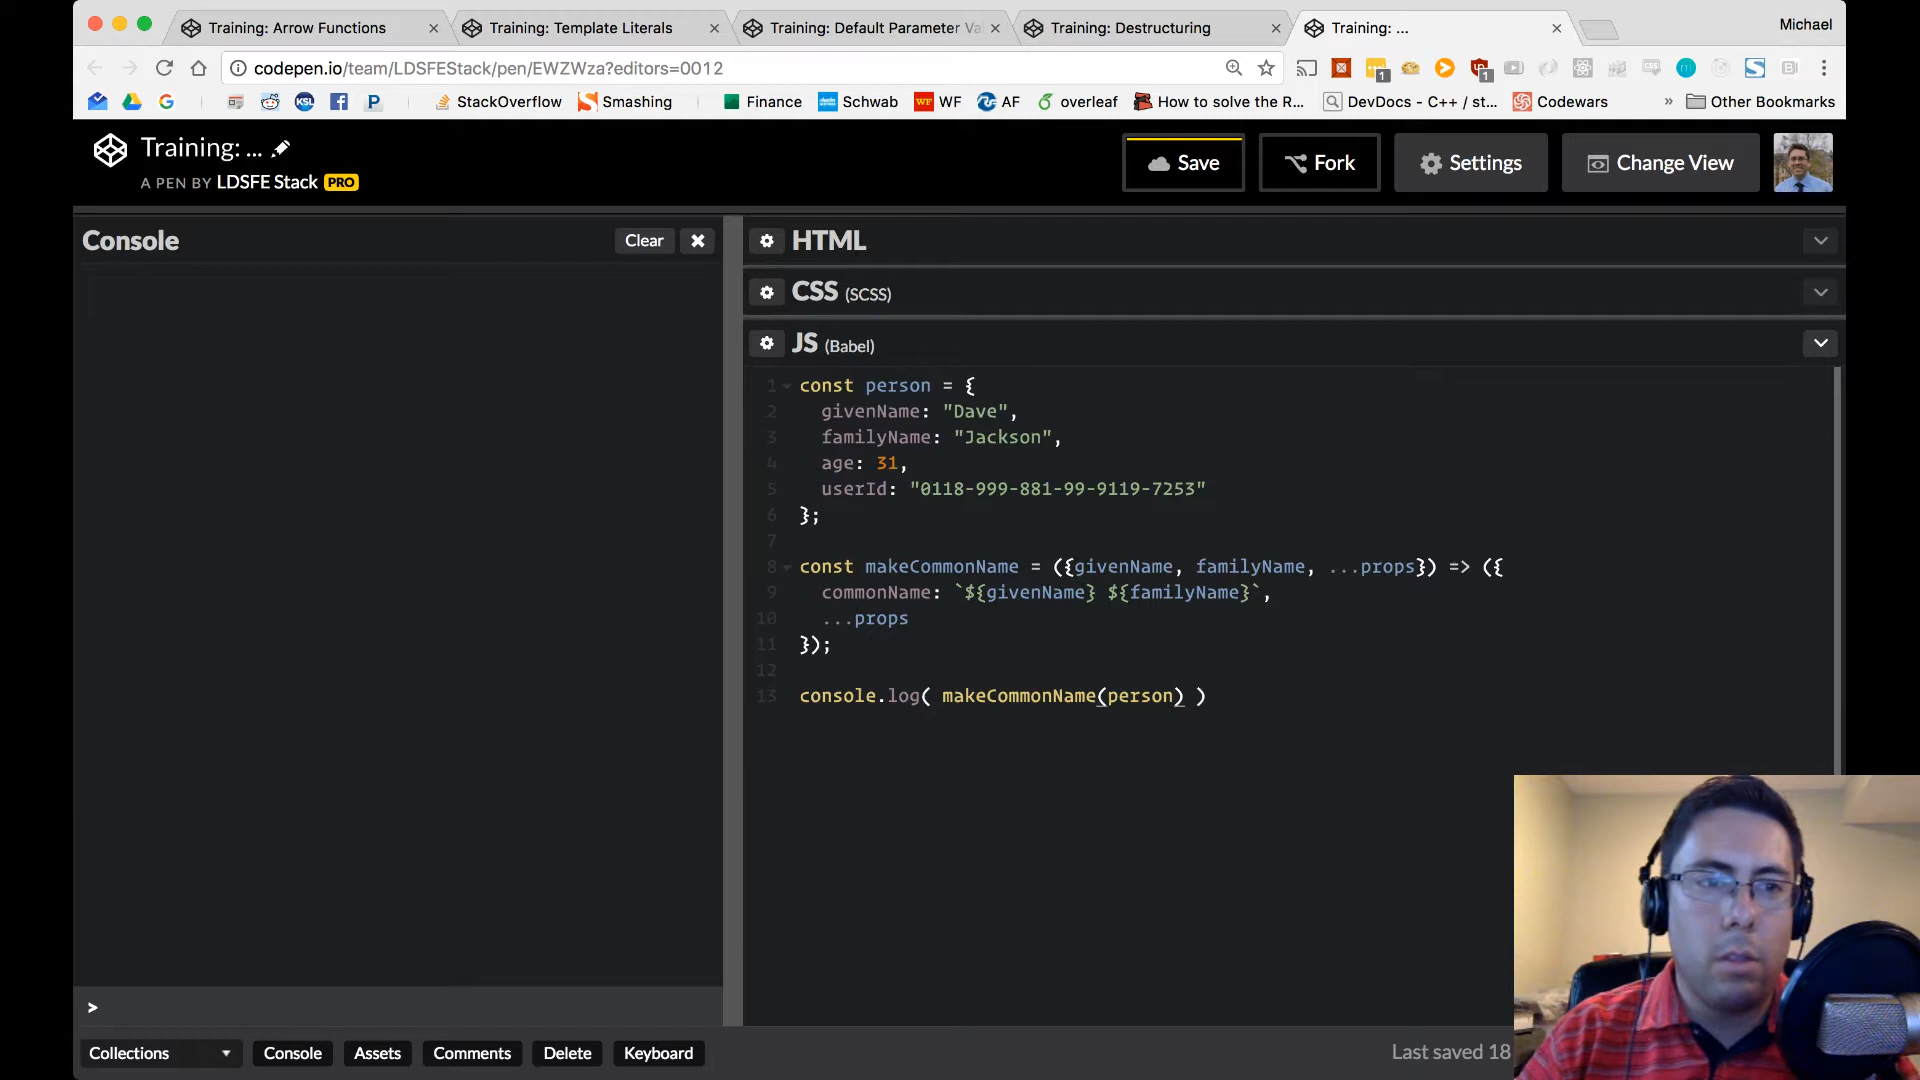 Training: Arrow Functions
Training: Template Literals
Training: Default Parameter Va
Training: Destructuring
Training: ...
Michael
codepen.io/team/LDSFEStack/pen/EWZWza?editors=0012
1
1
StackOverflow
Smashing
Finance
Schwab
WF
AF
overleaf
How to solve the R...
DevDocs - C++ / st...
Codewars
»
Other Bookmarks
Training: ...
A PEN BY LDSFE Stack PRO
Save
Fork
Settings
Change View
Console
Clear
HTML
CSS (SCSS)
JS (Babel)
1 const person = {
2 givenName: "Dave",
3 familyName: "Jackson",
4 age: 31,
5 userId: "0118-999-881-99-9119-7253"
6 };
7
8 const makeCommonName = ({givenName, familyName, ...props}) => ({
9 commonName: `${givenName} ${familyName}`,
10 ...props
11 });
12
13 console.log( makeCommonName(person) )
>
Collections
Console
Assets
Comments
Delete
Keyboard
Last saved 18